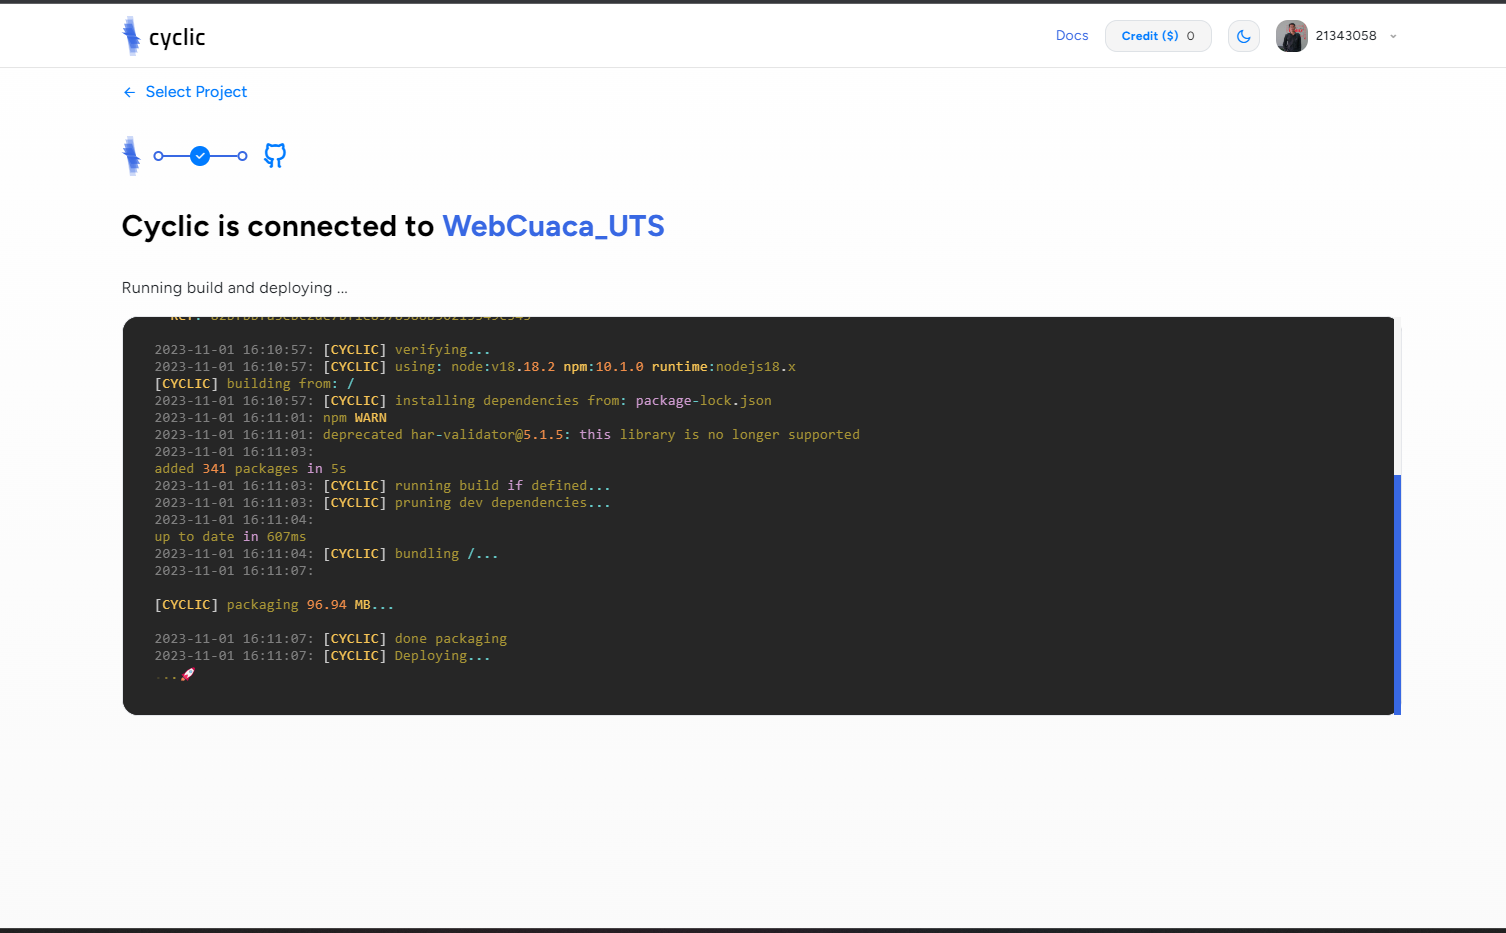 cyclic
Docs
Credit ($) 0
21343058
← Select Project
Cyclic is connected to WebCuaca_UTS
Running build and deploying ...
2023-11-01 16:10:57: [CYCLIC] verifying...
2023-11-01 16:10:57: [CYCLIC] using: node:v18.18.2 npm:10.1.0 runtime:nodejs18.x
[CYCLIC] building from: /
2023-11-01 16:10:57: [CYCLIC] installing dependencies from: package-lock.json
2023-11-01 16:11:01: npm WARN
2023-11-01 16:11:01: deprecated har-validator@5.1.5: this library is no longer supported
2023-11-01 16:11:03:
added 341 packages in 5s
2023-11-01 16:11:03: [CYCLIC] running build if defined...
2023-11-01 16:11:03: [CYCLIC] pruning dev dependencies...
2023-11-01 16:11:04:
up to date in 607ms
2023-11-01 16:11:04: [CYCLIC] bundling /...
2023-11-01 16:11:07:
[CYCLIC] packaging 96.94 MB...
2023-11-01 16:11:07: [CYCLIC] done packaging
2023-11-01 16:11:07: [CYCLIC] Deploying...
...🚀